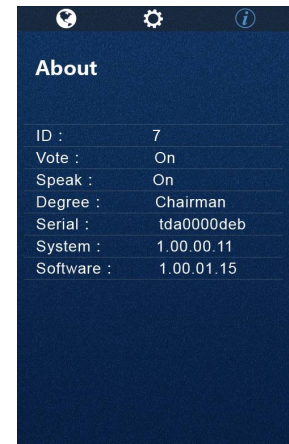 About
ID : 7
Vote : On
Speak : On
Degree : Chairman
Serial : tda0000deb
System : 1.00.00.11
Software : 1.00.01.15